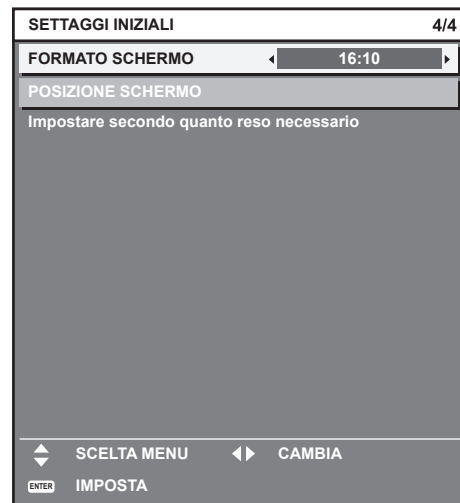 SETTAGGI INIZIALI 4/4
FORMATO SCHERMO 16:10
POSIZIONE SCHERMO
Impostare secondo quanto reso necessario
SCELTA MENU CAMBIA
ENTER IMPOSTA